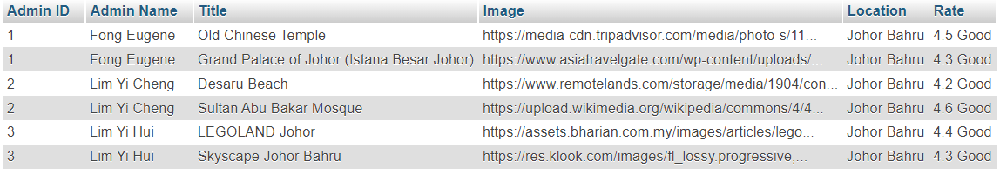 Admin ID Admin Name Title Image Location Rate
1 Fong Eugene Old Chinese Temple https://media-cdn.tripadvisor.com/media/photo-s/11... Johor Bahru 4.5 Good
1 Fong Eugene Grand Palace of Johor (Istana Besar Johor) https://www.asiatravelgate.com/wp-content/uploads/... Johor Bahru 4.3 Good
2 Lim Yi Cheng Desaru Beach https://www.remotelands.com/storage/media/1904/con... Johor Bahru 4.2 Good
2 Lim Yi Cheng Sultan Abu Bakar Mosque https://upload.wikimedia.org/wikipedia/commons/4/4... Johor Bahru 4.6 Good
3 Lim Yi Hui LEGOLAND Johor https://assets.bharian.com.my/images/articles/lego... Johor Bahru 4.4 Good
3 Lim Yi Hui Skyscape Johor Bahru https://res.klook.com/images/fl_lossy.progressive,... Johor Bahru 4.3 Good